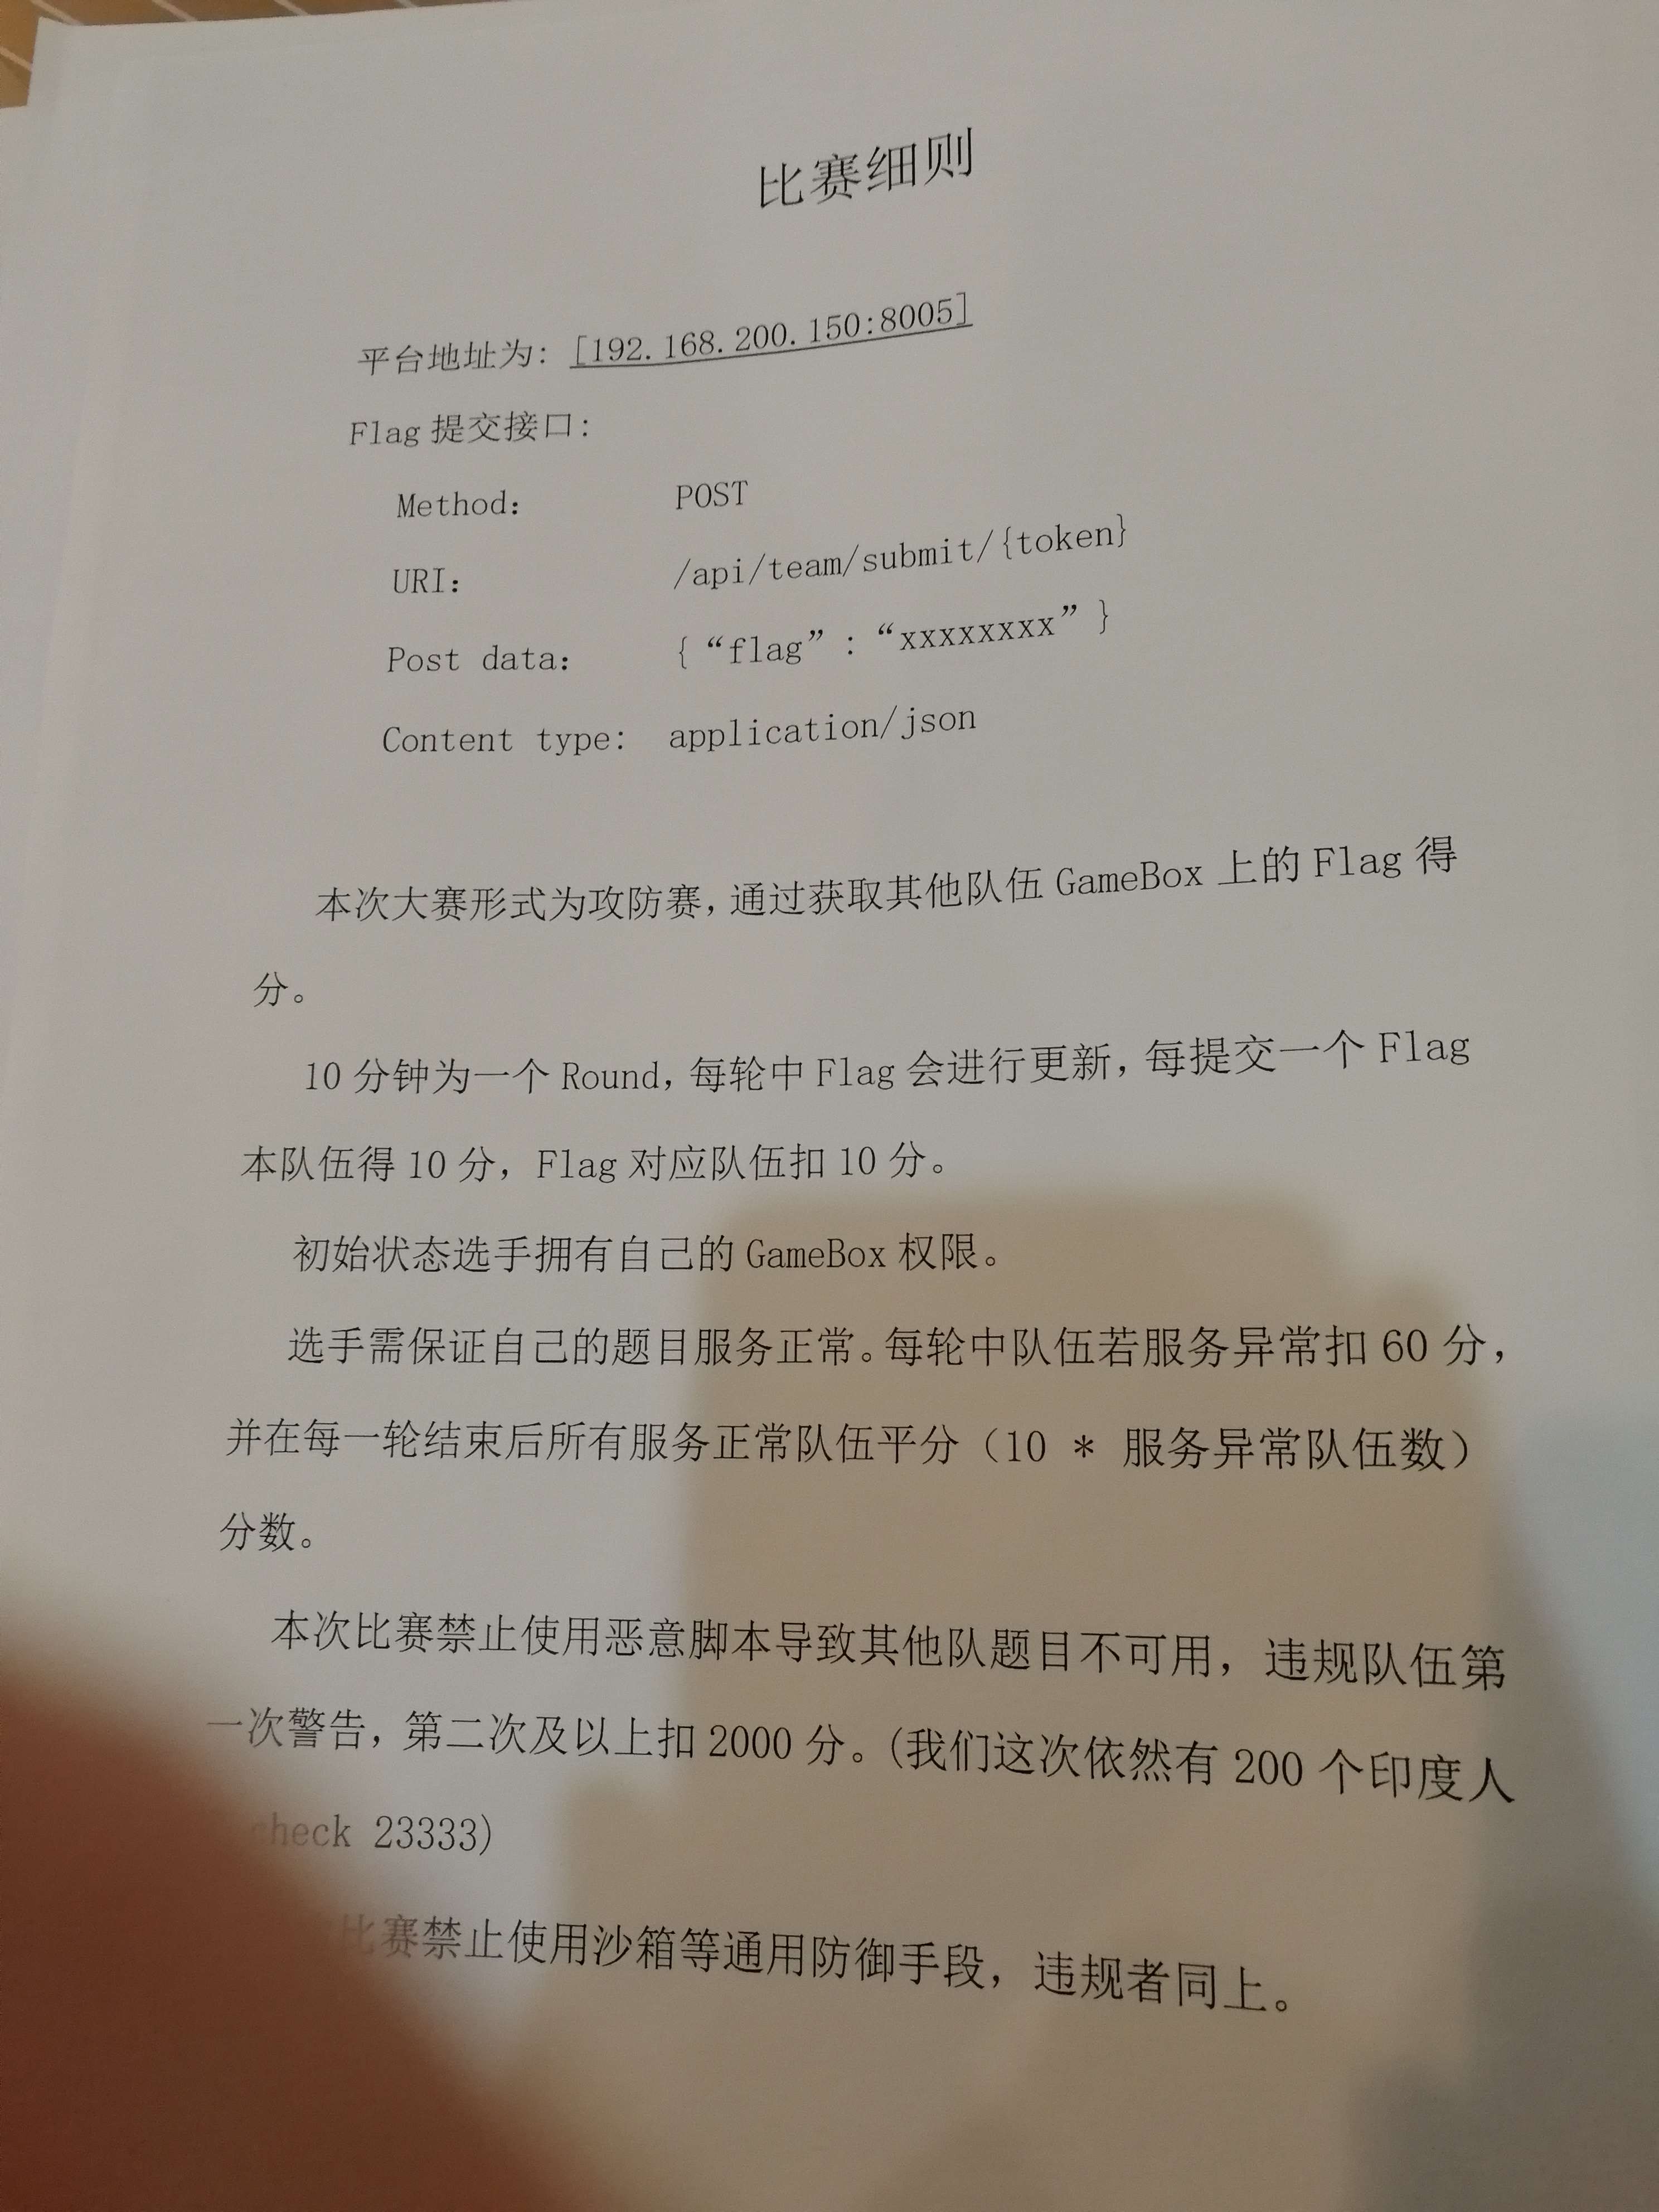 比赛细则
平台地址为：[192.168.200.150:8005]
Flag 提交接口：
Method： POST
URI： /api/team/submit/{token}
Post data： { “flag” : “xxxxxxxx” }
Content type: application/json
本次大赛形式为攻防赛，通过获取其他队伍 GameBox 上的 Flag 得
分。
10 分钟为一个 Round，每轮中 Flag 会进行更新，每提交一个 Flag
本队伍得 10 分，Flag 对应队伍扣 10 分。
初始状态选手拥有自己的 GameBox 权限。
选手需保证自己的题目服务正常。每轮中队伍若服务异常扣 60 分，
并在每一轮结束后所有服务正常队伍平分（10 * 服务异常队伍数）
分数。
本次比赛禁止使用恶意脚本导致其他队题目不可用，违规队伍第
一次警告，第二次及以上扣 2000 分。(我们这次依然有 200 个印度人
check 23333)
比赛禁止使用沙箱等通用防御手段，违规者同上。